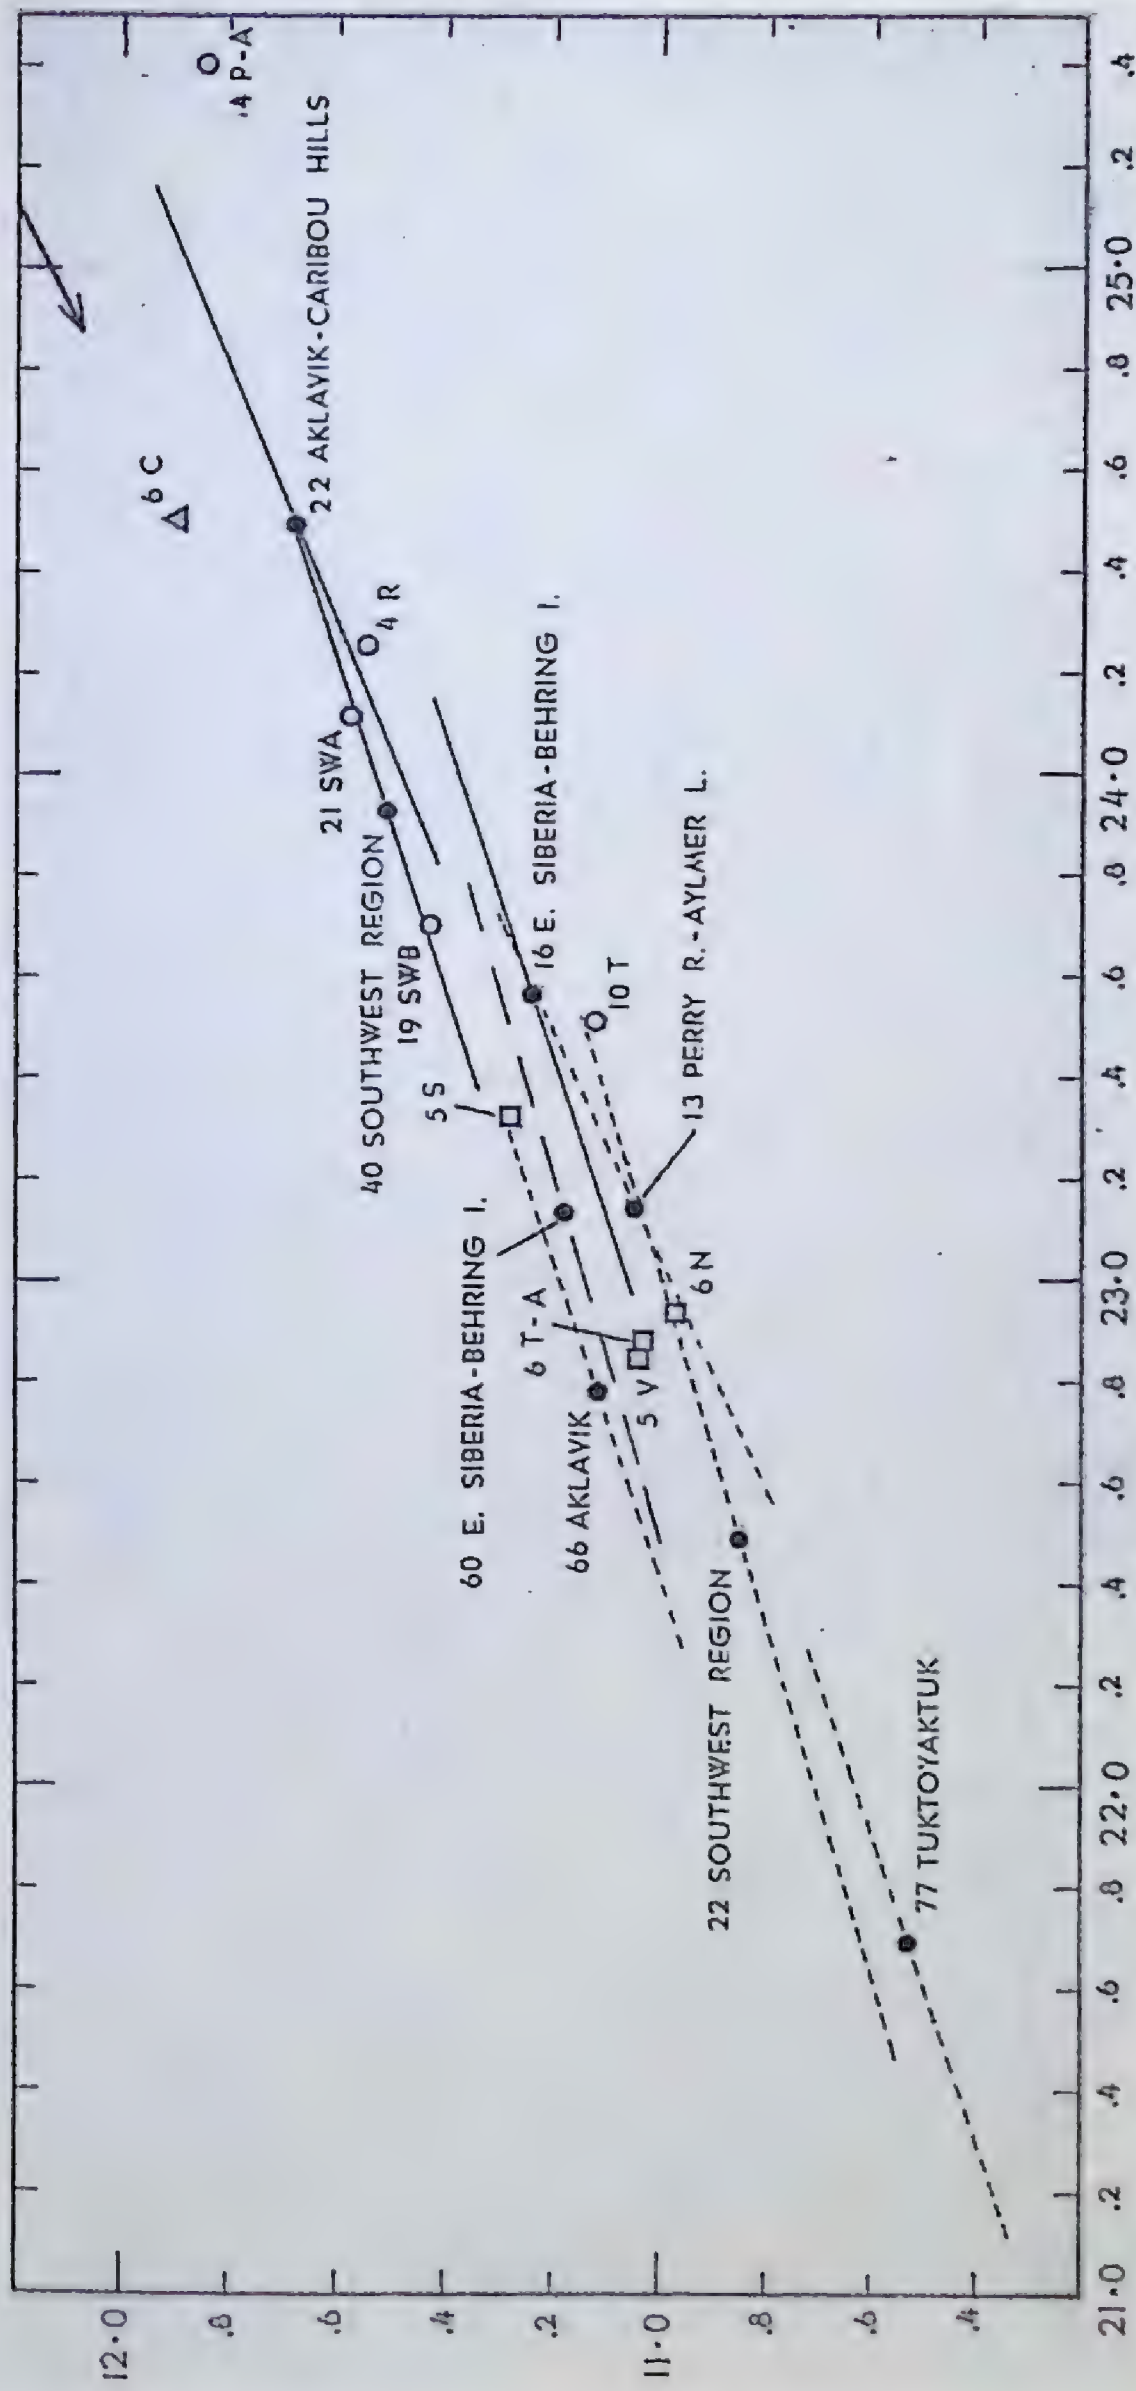 12·0
.8
.6
.4
.2
11·0
.8
.6
.4
21·0
.2
.4
.6
.8
22·0
.2
.4
.6
.8
23·0
.2
.4
.6
.8
24·0
.2
.4
.6
.8
25·0
.2
.4
.4 P-A
6 C
22 AKLAVIK-CARIBOU HILLS
4 R
21 SWA
40 SOUTHWEST REGION
19 SWB
5 S
16 E. SIBERIA-BEHRING I.
10 T
13 PERRY R.-AYLMER L.
60 E. SIBERIA-BEHRING I.
6 T-A
6 N
5 V
66 AKLAVIK
22 SOUTHWEST REGION
77 TUKTOYAKTUK